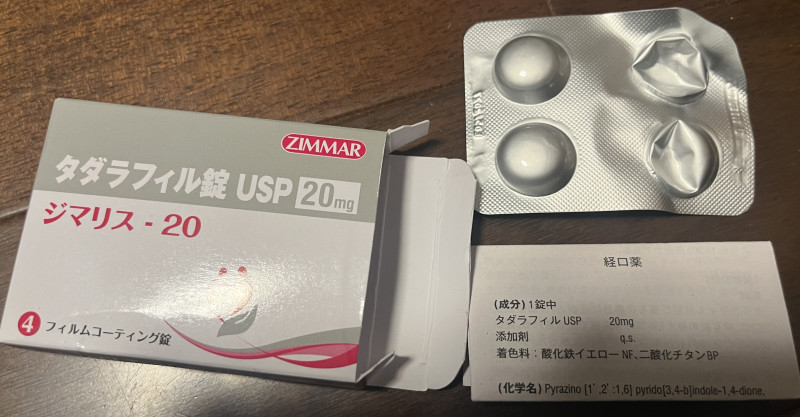 ZIMMAR
タダラフィル錠 USP 20mg
ジマリス - 20
4 フィルムコーティング錠
経口薬
(成分) 1錠中
タダラフィル USP 20mg
添加剤 q.s.
着色料: 酸化鉄イエロー NF、二酸化チタン BP
(化学名) Pyrazino [1´,2´:1,6] pyrido[3,4-b]indole-1,4-dione,